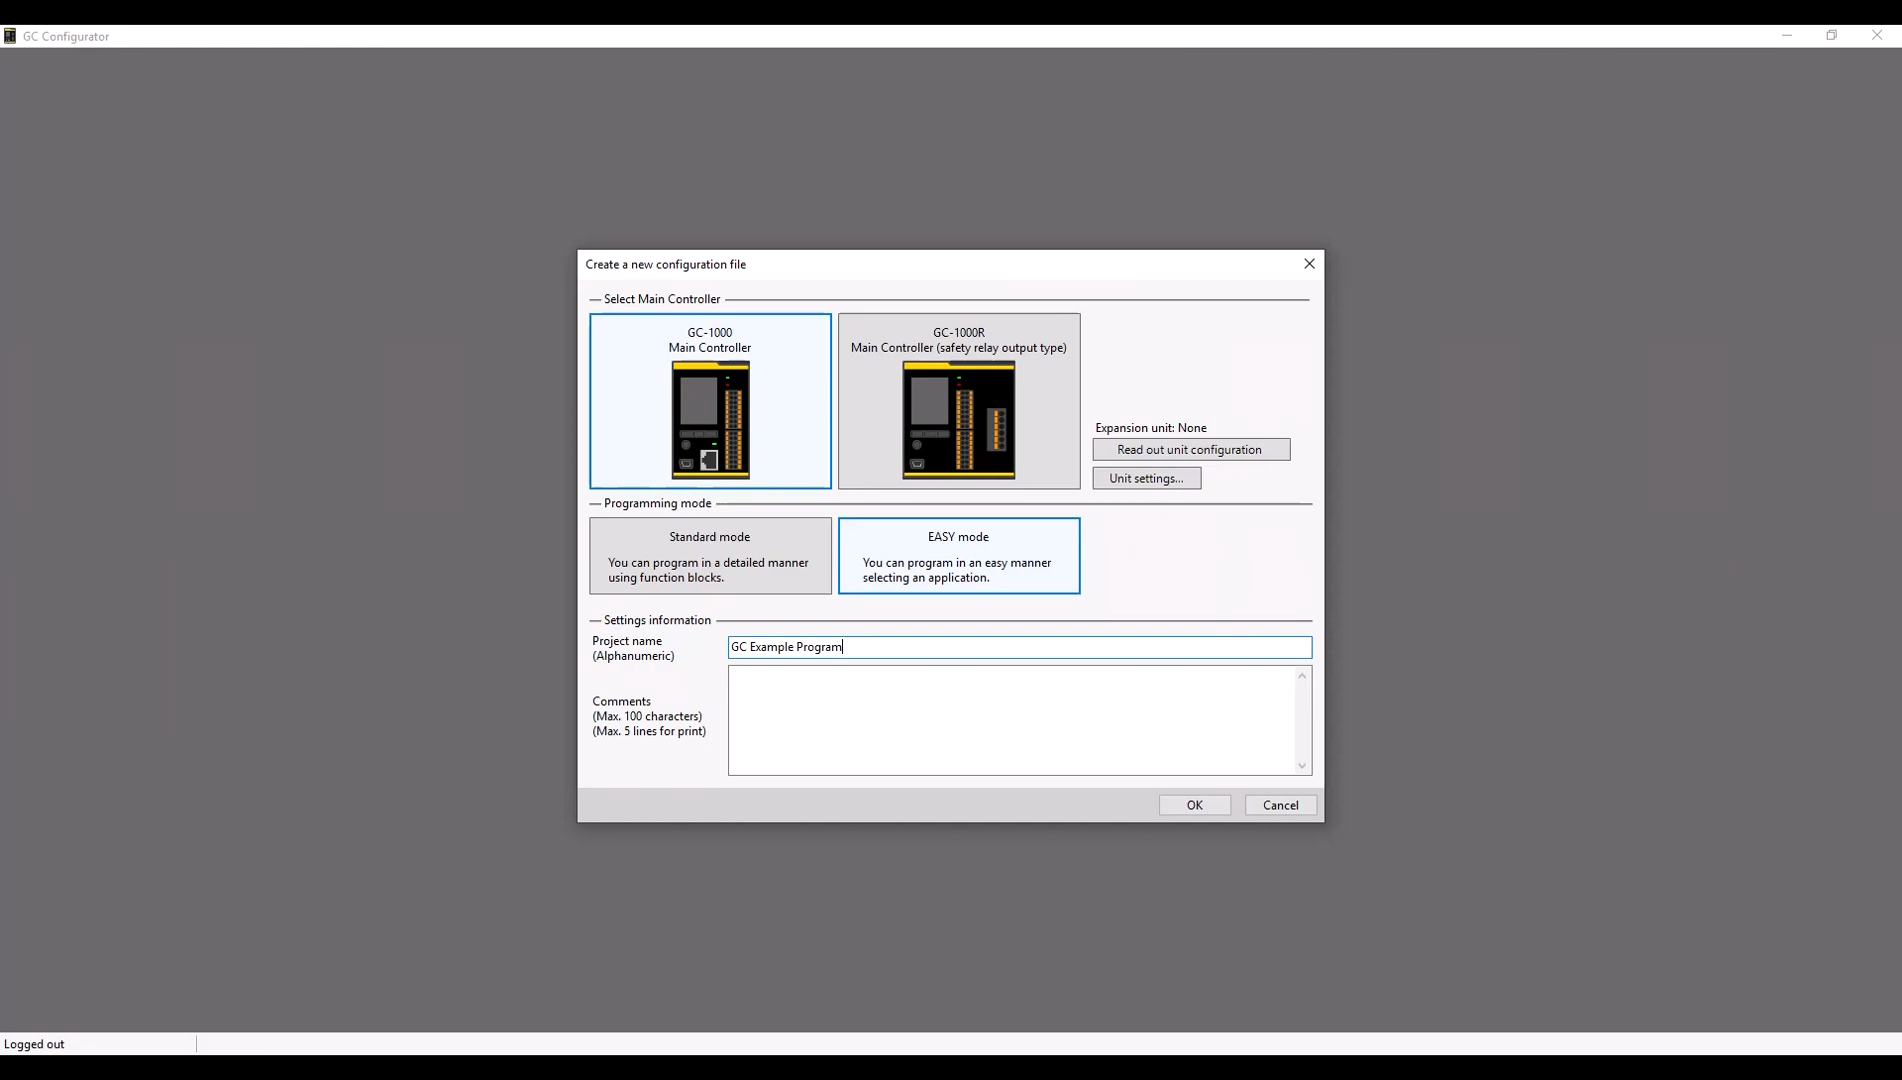 GC Configurator
Create a new configuration file
Select Main Controller
GC-1000
Main Controller
GC-1000R
Main Controller (safety relay output type)
Expansion unit: None
Read out unit configuration
Unit settings...
Programming mode
Standard mode
You can program in a detailed manner
using function blocks.
EASY mode
You can program in an easy manner
selecting an application.
Settings information
Project name
(Alphanumeric)
GC Example Program
Comments
(Max. 100 characters)
(Max. 5 lines for print)
OK
Cancel
Logged out